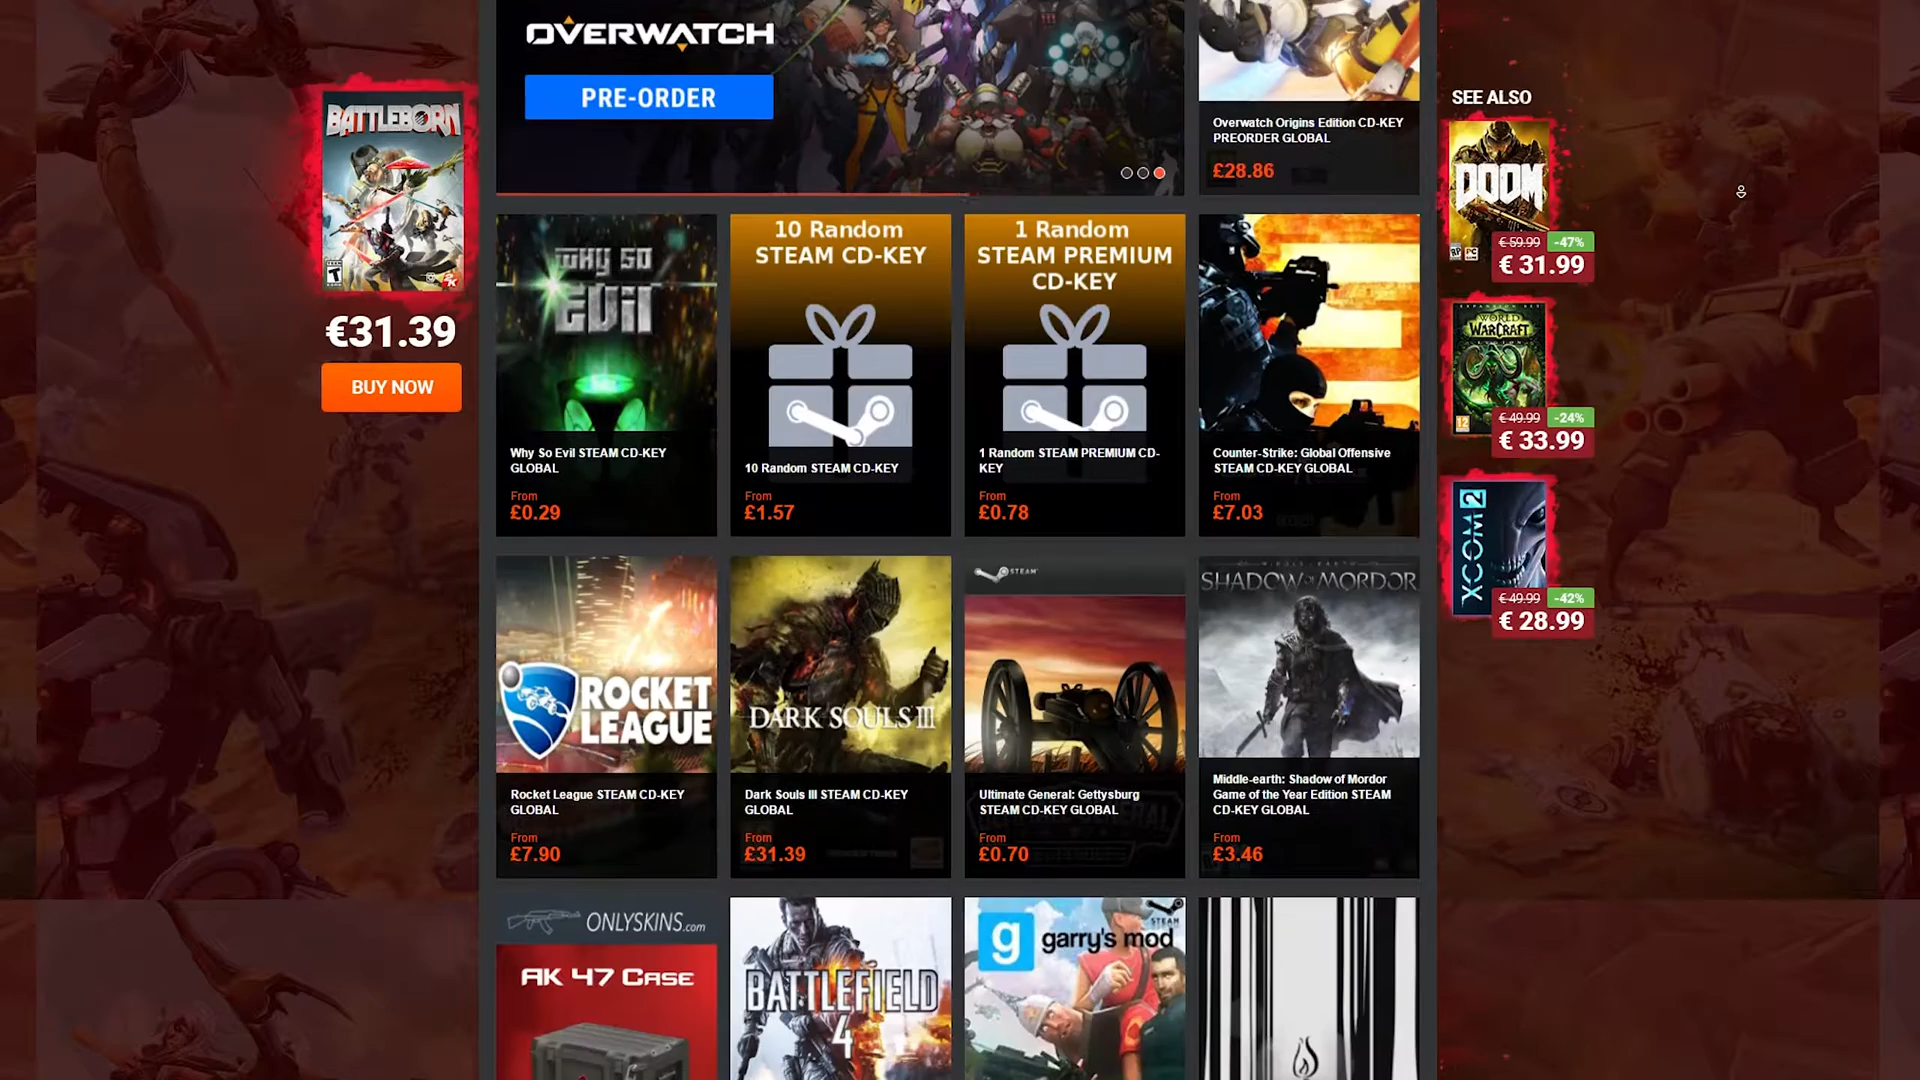 BATTLEBORN
€31.39
BUY NOW
OVERWATCH
PRE-ORDER
Overwatch Origins Edition CD-KEY
PREORDER GLOBAL
£28.86
WHY SO
EVIL
Why So Evil STEAM CD-KEY
GLOBAL
From
£0.29
10 Random
STEAM CD-KEY
10 Random STEAM CD-KEY
From
£1.57
1 Random
STEAM PREMIUM
CD-KEY
1 Random STEAM PREMIUM CD-
KEY
From
£0.78
Counter-Strike: Global Offensive
STEAM CD-KEY GLOBAL
From
£7.03
ROCKET
LEAGUE
Rocket League STEAM CD-KEY
GLOBAL
From
£7.90
DARK SOULS III
Dark Souls III STEAM CD-KEY
GLOBAL
From
£31.39
STEAM
Ultimate General: Gettysburg
STEAM CD-KEY GLOBAL
From
£0.70
SHADOW OF MORDOR
Middle-earth: Shadow of Mordor
Game of the Year Edition STEAM
CD-KEY GLOBAL
From
£3.46
ONLYSKINS.com
AK 47 CASE
BATTLEFIELD
4
STEAM
g garry's mod
SEE ALSO
DOOM
€ 59.99 -47%
€ 31.99
WORLD
WARCRAFT
12
€ 49.99 -24%
€ 33.99
XCOM 2
€ 49.99 -42%
€ 28.99